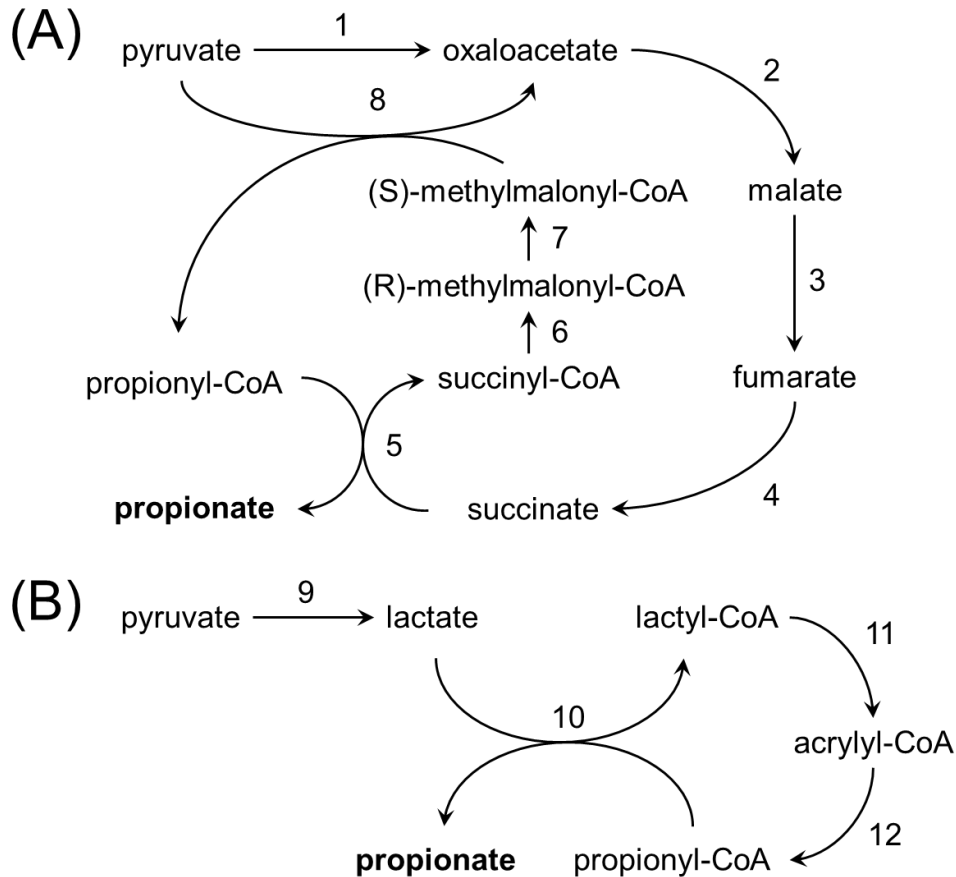 (A)
pyruvate 1 oxaloacetate
2
8
(S)-methylmalonyl-CoA malate
7
(R)-methylmalonyl-CoA 3
6
propionyl-CoA succinyl-CoA fumarate
5
propionate succinate 4
(B)
pyruvate 9 lactate lactyl-CoA 11
10
acrylyl-CoA
12
propionate propionyl-CoA